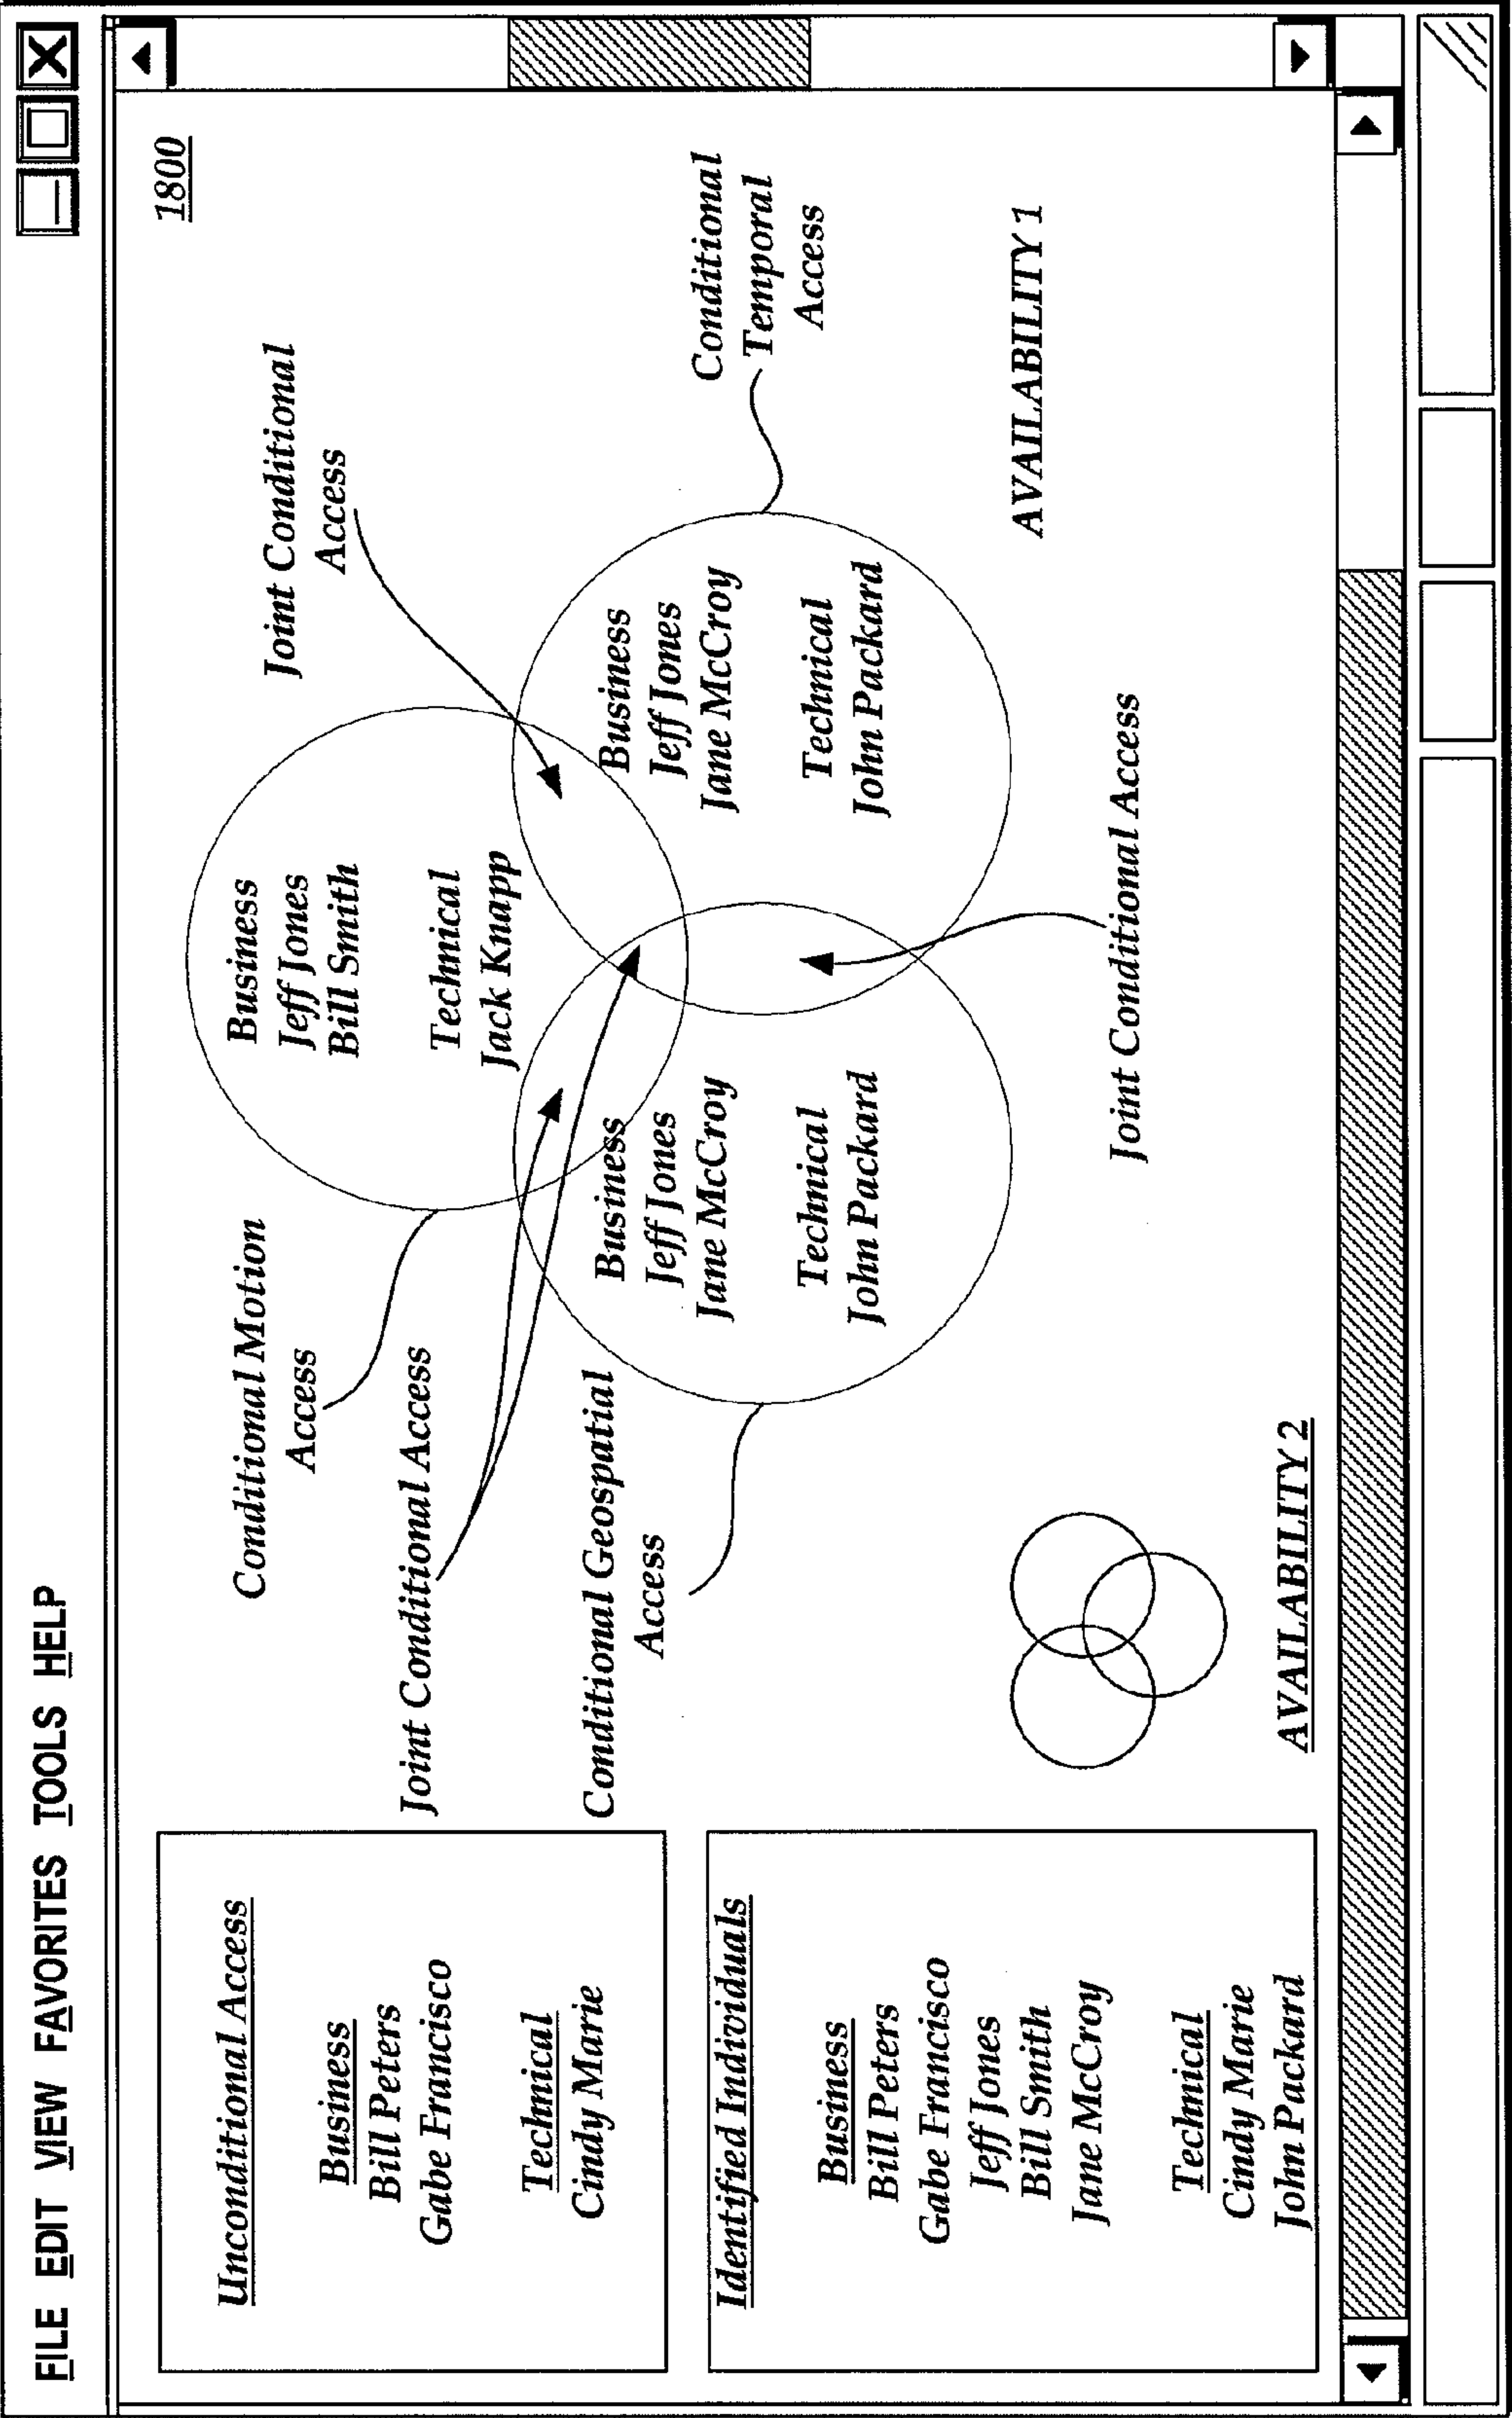 FILE EDIT VIEW FAVORITES TOOLS HELP
1800
Unconditional Access
Business
Bill Peters
Gabe Francisco
Technical
Cindy Marie
Identified Individuals
Business
Bill Peters
Gabe Francisco
Jeff Jones
Bill Smith
Jane McCroy
Technical
Cindy Marie
John Packard
Conditional Motion
Access
Joint Conditional Access
Conditional Geospatial
Access
Business
Jeff Jones
Bill Smith
Technical
Jack Knapp
Joint Conditional
Access
Business
Jeff Jones
Jane McCroy
Technical
John Packard
Business
Jeff Jones
Jane McCroy
Technical
John Packard
Conditional
Temporal
Access
Joint Conditional Access
AVAILABILITY 1
AVAILABILITY 2